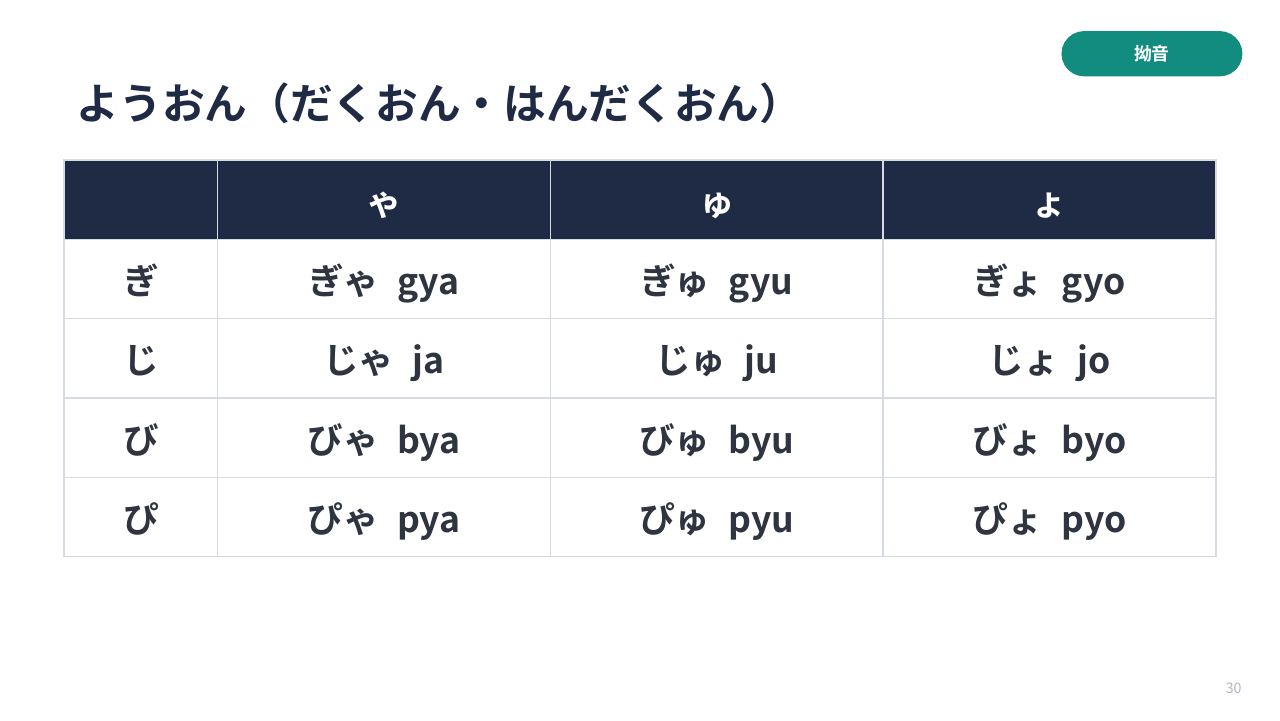 拗音
ようおん（だくおん・はんだくおん）
ゃ ゅ ょ
ぎ ぎゃ gya ぎゅ gyu ぎょ gyo
じ じゃ ja じゅ ju じょ jo
び びゃ bya びゅ byu びょ byo
ぴ ぴゃ pya ぴゅ pyu ぴょ pyo
30